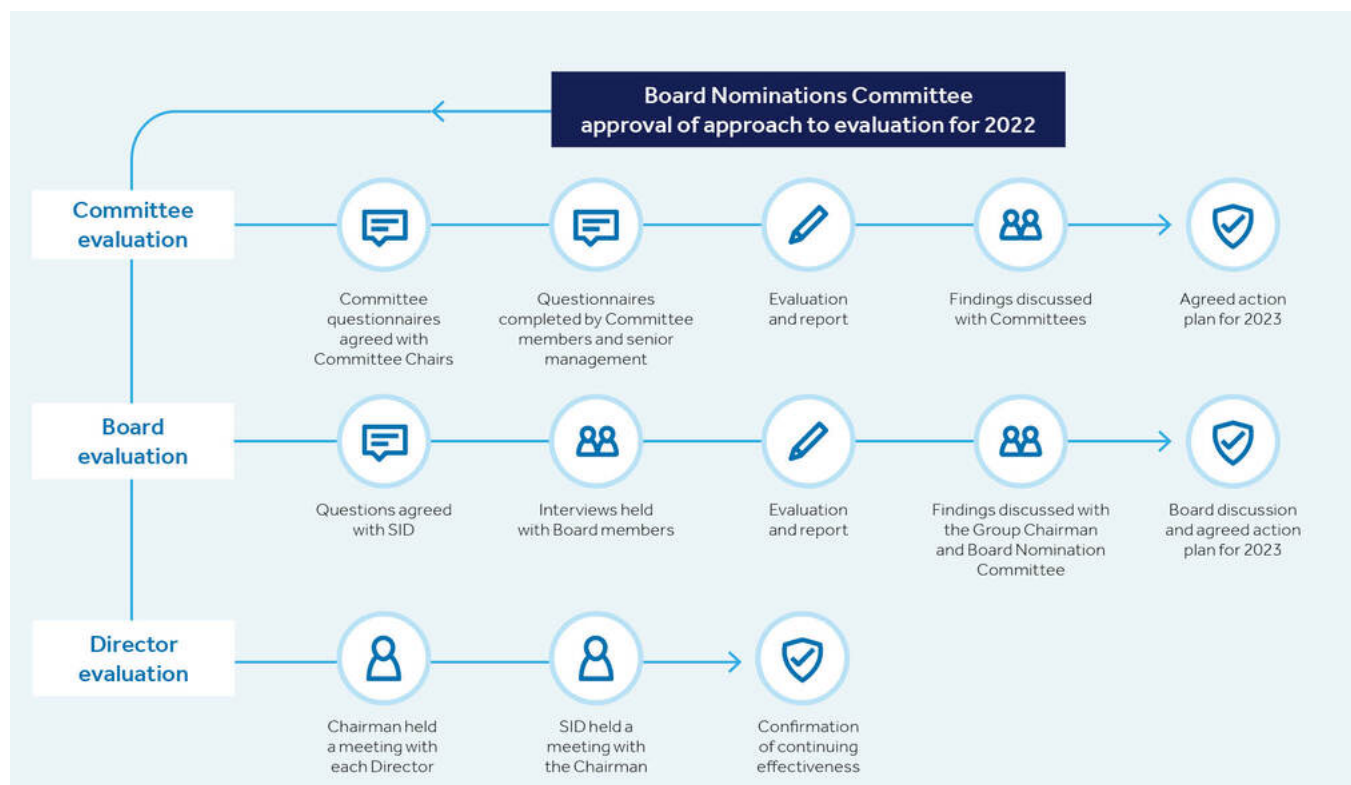 Board Nominations Committee
approval of approach to evaluation for 2022
Committee
evaluation
Committee
questionnaires
agreed with
Committee Chairs
Questionnaires
completed by Committee
members and senior
management
Evaluation
and report
Findings discussed
with Committees
Agreed action
plan for 2023
Board
evaluation
Questions agreed
with SID
Interviews held
with Board members
Evaluation
and report
Findings discussed with
the Group Chairman
and Board Nomination
Committee
Board discussion
and agreed action
plan for 2023
Director
evaluation
Chairman held
a meeting with
each Director
SID held a
meeting with
the Chairman
Confirmation
of continuing
effectiveness